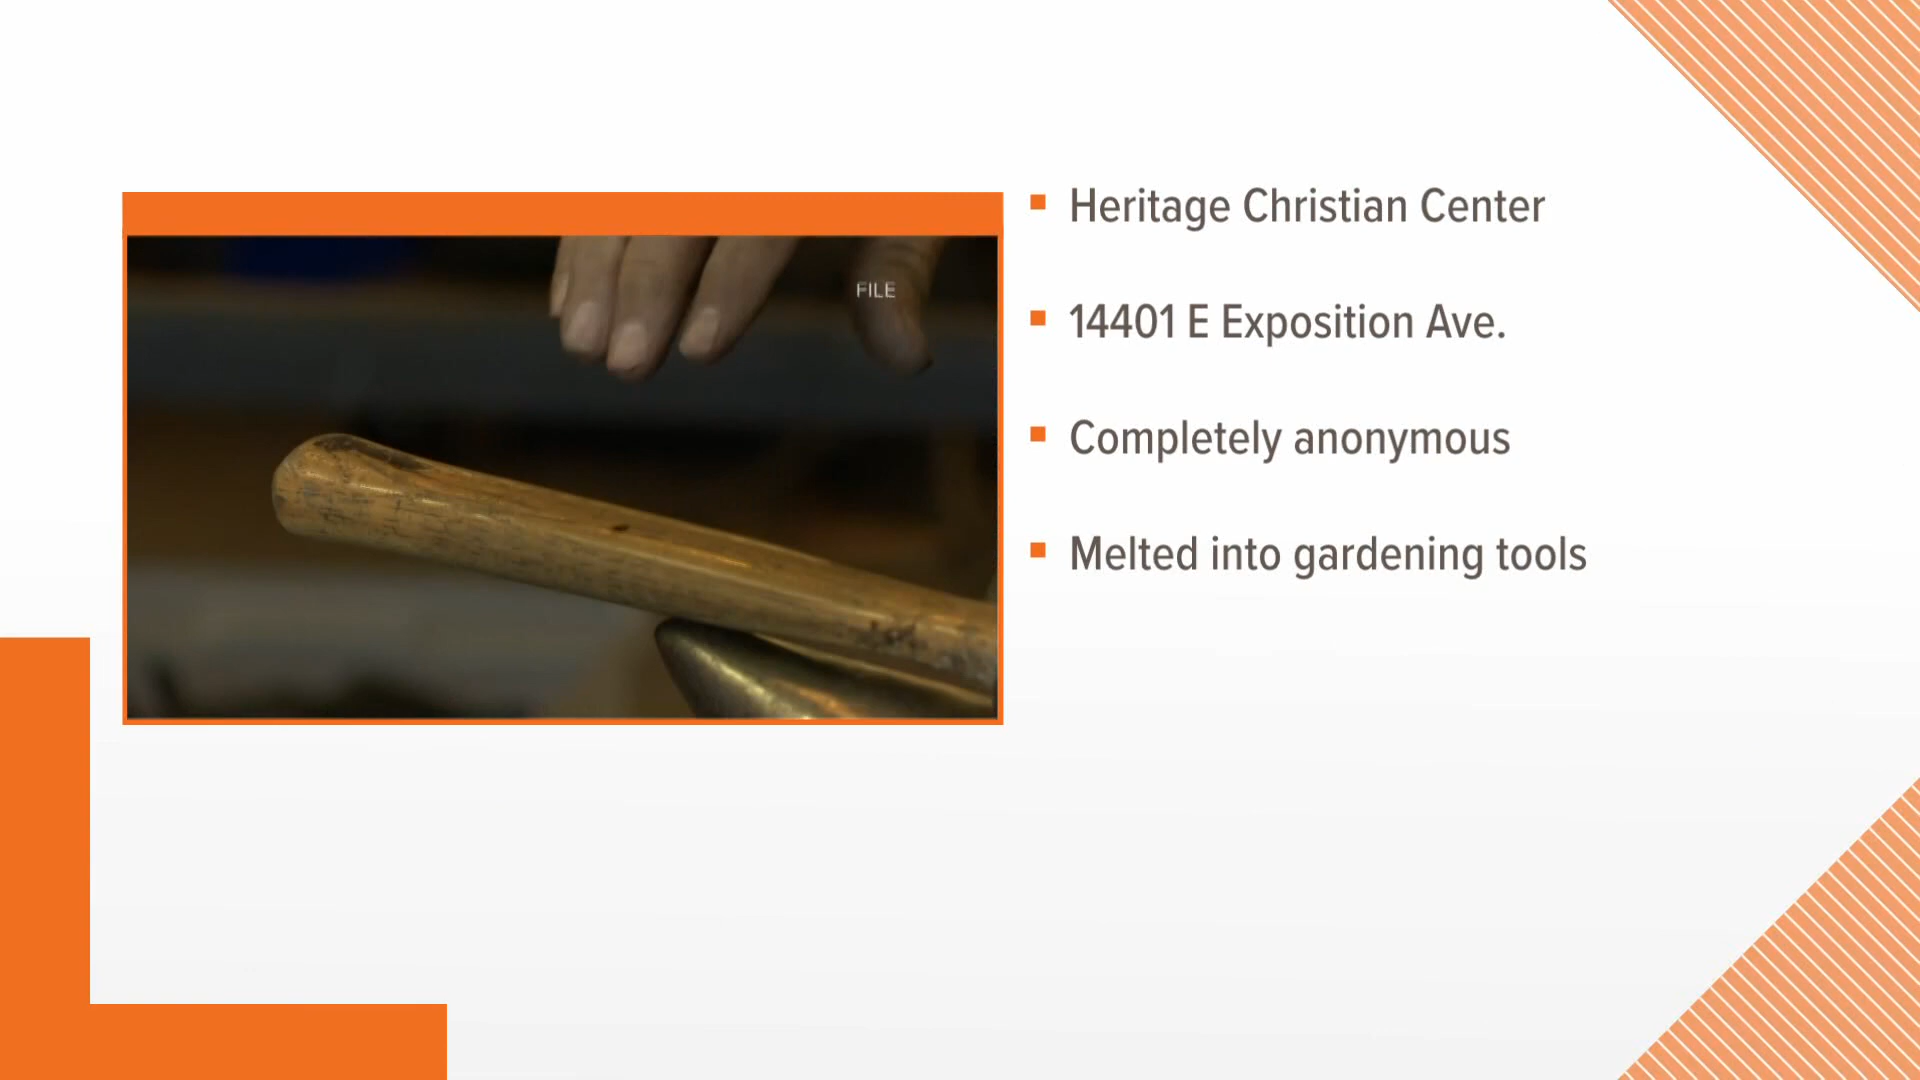 FILE
Heritage Christian Center
14401 E Exposition Ave.
Completely anonymous
Melted into gardening tools